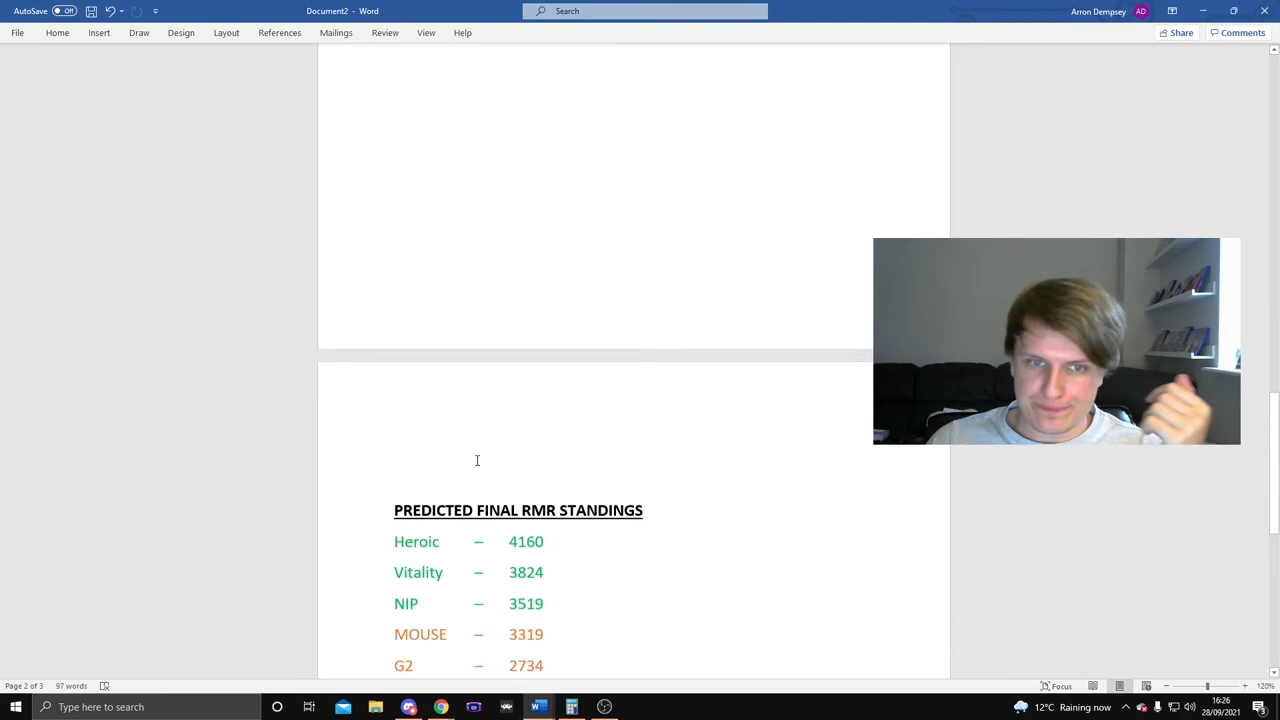 AutoSave Off Document2 - Word Search Arron Dempsey AD
File Home Insert Draw Design Layout References Mailings Review View Help Share Comments
PREDICTED FINAL RMR STANDINGS
Heroic – 4160
Vitality – 3824
NIP – 3519
MOUSE – 3319
G2 – 2734
Page 2 of 3 97 words Focus 120%
Type here to search 12°C Raining now 16:26
28/09/2021 3